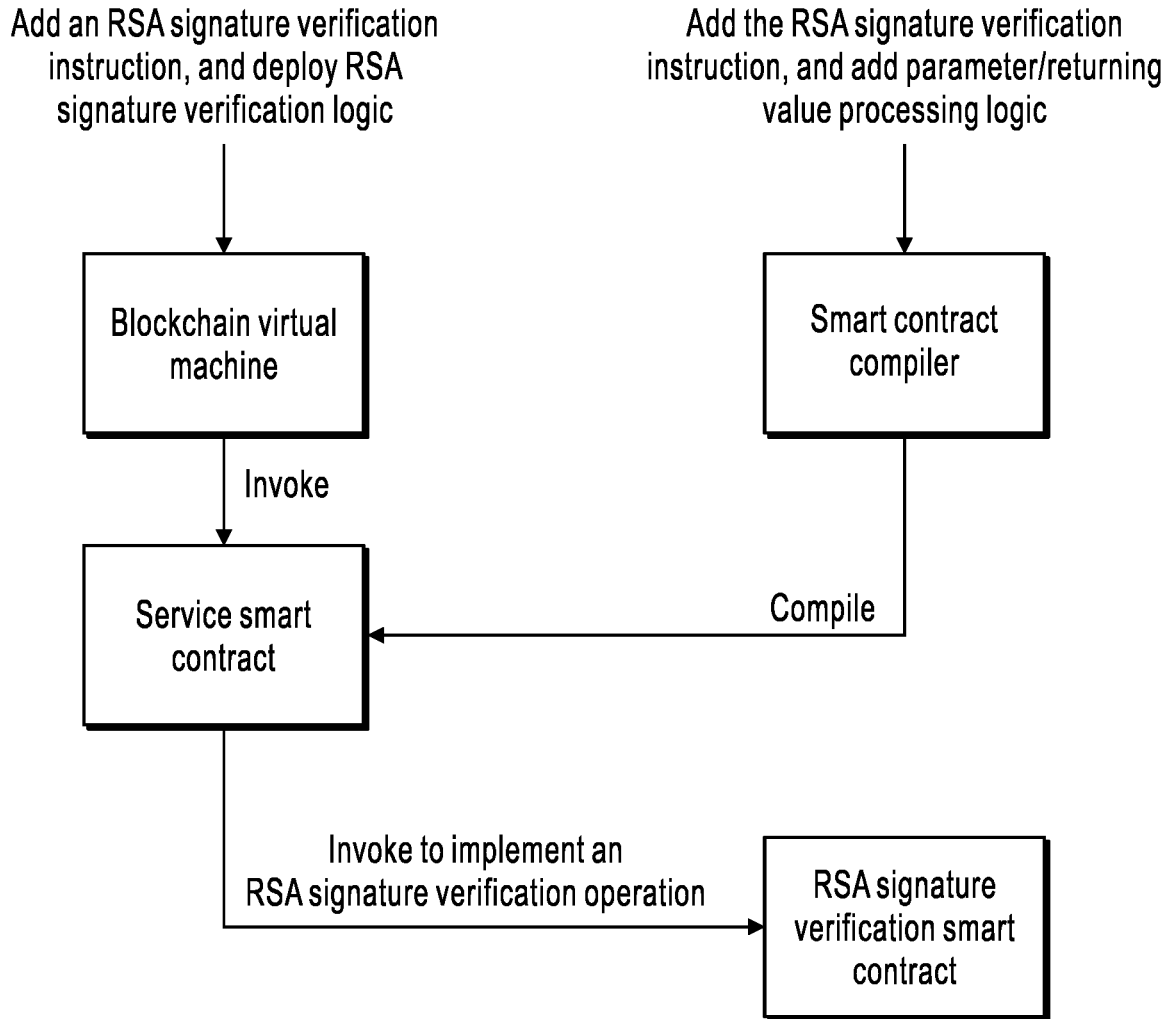 Add an RSA signature verification
instruction, and deploy RSA
signature verification logic
Add the RSA signature verification
instruction, and add parameter/returning
value processing logic
Blockchain virtual
machine
Smart contract
compiler
Invoke
Service smart
contract
Compile
Invoke to implement an
RSA signature verification operation
RSA signature
verification smart
contract